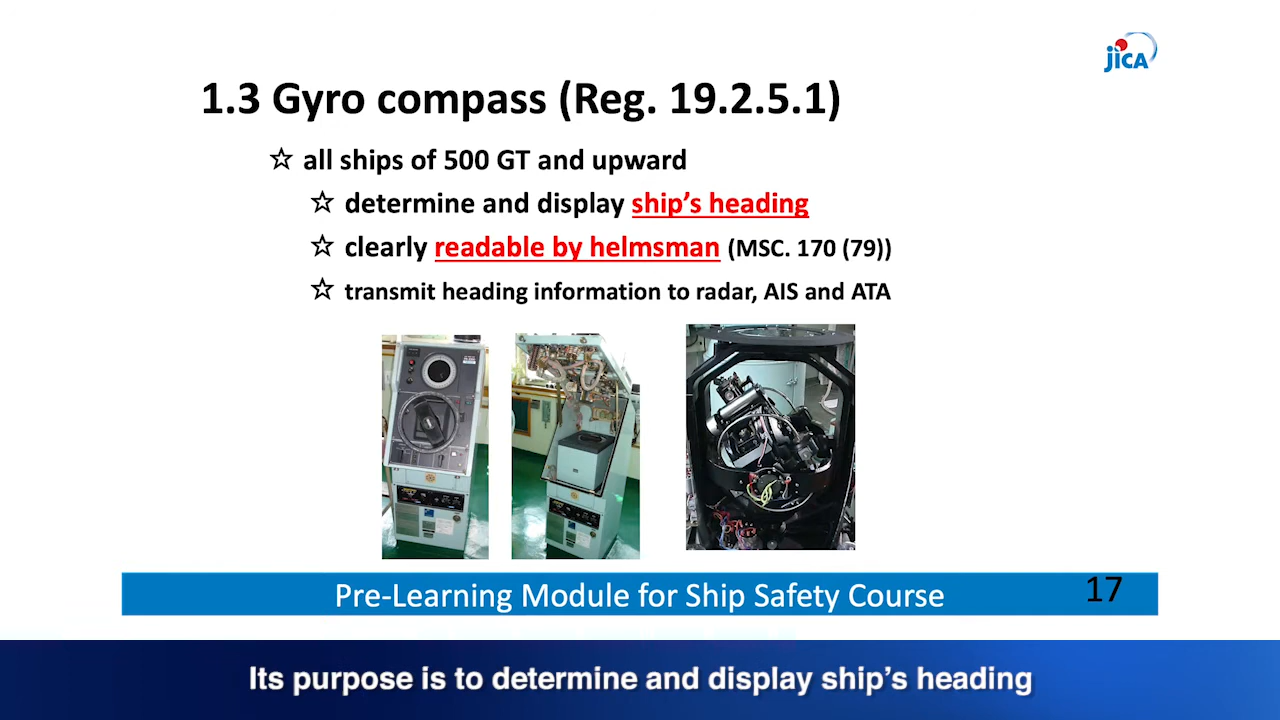 JICA
1.3 Gyro compass (Reg. 19.2.5.1)
☆ all ships of 500 GT and upward
☆ determine and display ship’s heading
☆ clearly readable by helmsman (MSC. 170 (79))
☆ transmit heading information to radar, AIS and ATA
Pre-Learning Module for Ship Safety Course
17
Its purpose is to determine and display ship’s heading